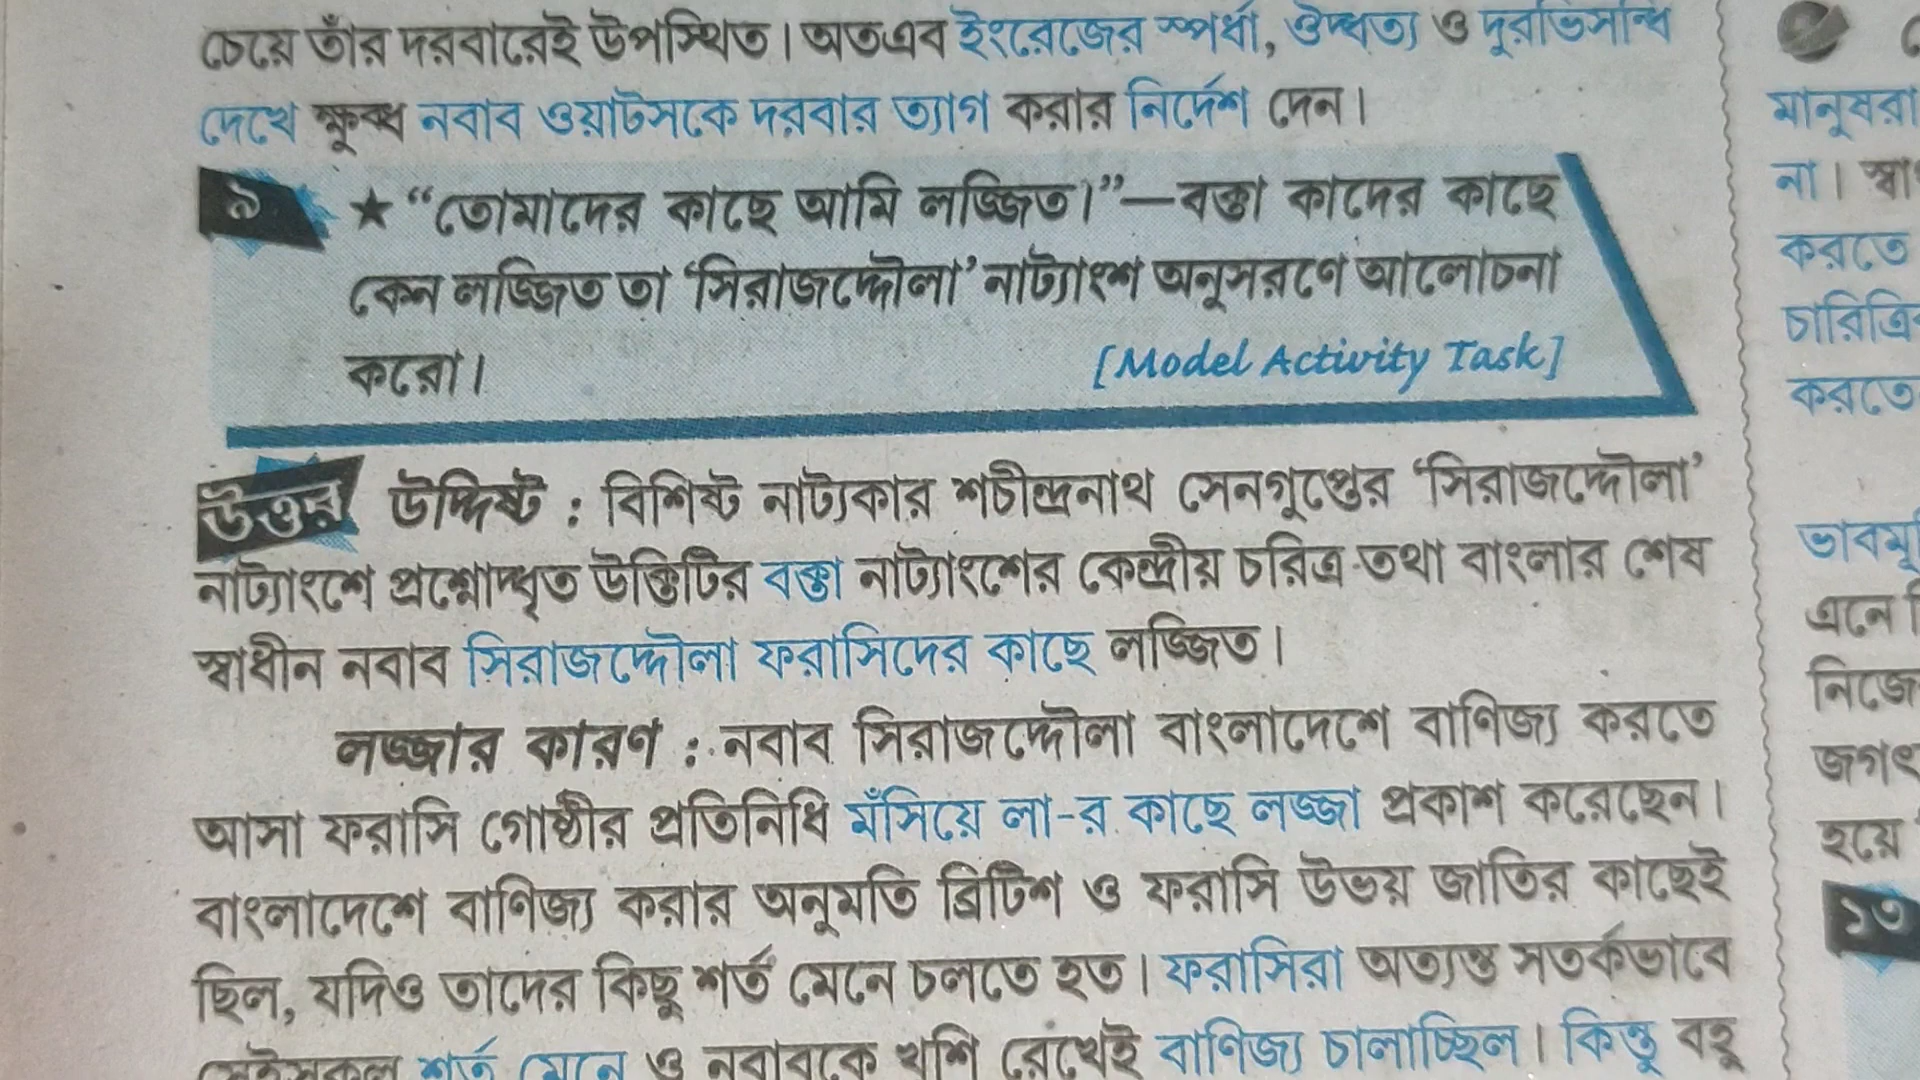 চেয়ে তাঁর দরবারেই উপস্থিত। অতএব ইংরেজের স্পর্ধা, ঔদ্ধত্য ও দুরভিসন্ধি
দেখে ক্ষুব্ধ নবাব ওয়াটসকে দরবার ত্যাগ করার নির্দেশ দেন।
৯ ★ “তোমাদের কাছে আমি লজ্জিত।”—বক্তা কাদের কাছে
কেন লজ্জিত তা ‘সিরাজদ্দৌলা’ নাট্যাংশ অনুসরণে আলোচনা
করো। [Model Activity Task]
উত্তর উদ্দিষ্ট : বিশিষ্ট নাট্যকার শচীন্দ্রনাথ সেনগুপ্তের ‘সিরাজদ্দৌলা’
নাট্যাংশে প্রশ্নোদ্ধৃত উক্তিটির বক্তা নাট্যাংশের কেন্দ্রীয় চরিত্র তথা বাংলার শেষ
স্বাধীন নবাব সিরাজদ্দৌলা ফরাসিদের কাছে লজ্জিত।
লজ্জার কারণ : নবাব সিরাজদ্দৌলা বাংলাদেশে বাণিজ্য করতে
আসা ফরাসি গোষ্ঠীর প্রতিনিধি মঁসিয়ে লা-র কাছে লজ্জা প্রকাশ করেছেন।
বাংলাদেশে বাণিজ্য করার অনুমতি ব্রিটিশ ও ফরাসি উভয় জাতির কাছেই
ছিল, যদিও তাদের কিছু শর্ত মেনে চলতে হত। ফরাসিরা অত্যন্ত সতর্কভাবে
সেইসকল শর্ত মেনে ও নবাবকে খুশি রেখেই বাণিজ্য চালাচ্ছিল। কিন্তু বহু
মানুষরা
না।
করতে
করতে
এনে
হয়ে
১৩